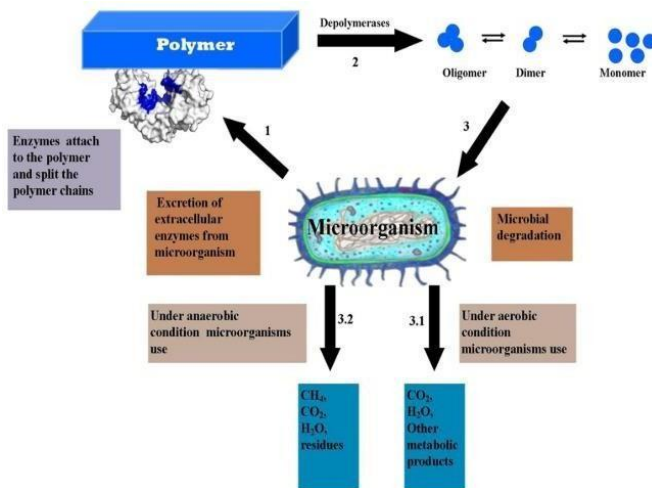 Depolymerases
Polymer
2
Oligomer
Dimer
Monomer
1
3
Enzymes attach
to the polymer
and split the
polymer chains
Excretion of
extracellular
enzymes from
microorganism
Microorganism
Microbial
degradation
Under anaerobic
condition microorganisms
use
3.2
3.1
Under aerobic
condition
microorganisms use
CH₄,
CO₂,
H₂O,
residues
CO₂,
H₂O,
Other
metabolic
products